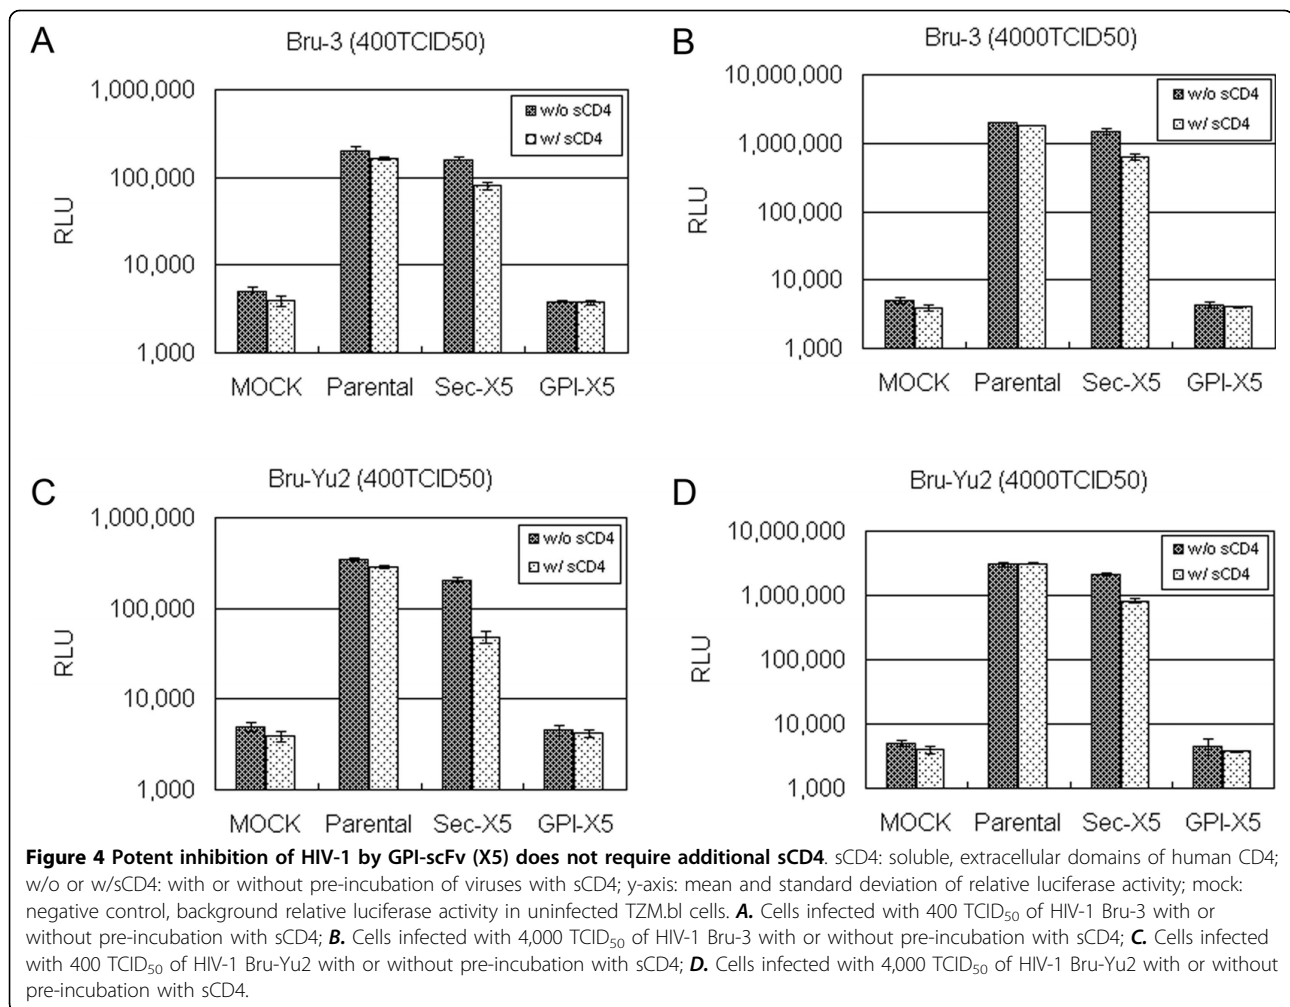 A
Bru-3 (400TCID50)
1,000,000
100,000
10,000
1,000
RLU
w/o sCD4
w/ sCD4
MOCK Parental Sec-X5 GPI-X5
B
Bru-3 (4000TCID50)
10,000,000
1,000,000
100,000
10,000
1,000
RLU
w/o sCD4
w/ sCD4
MOCK Parental Sec-X5 GPI-X5
C
Bru-Yu2 (400TCID50)
1,000,000
100,000
10,000
1,000
RLU
w/o sCD4
w/ sCD4
MOCK Parental Sec-X5 GPI-X5
D
Bru-Yu2 (4000TCID50)
10,000,000
1,000,000
100,000
10,000
1,000
RLU
w/o sCD4
w/ sCD4
MOCK Parental Sec-X5 GPI-X5
Figure 4 Potent inhibition of HIV-1 by GPI-scFv (X5) does not require additional sCD4. sCD4: soluble, extracellular domains of human CD4;
w/o or w/sCD4: with or without pre-incubation of viruses with sCD4; y-axis: mean and standard deviation of relative luciferase activity; mock:
negative control, background relative luciferase activity in uninfected TZM.bl cells. A. Cells infected with 400 TCID50 of HIV-1 Bru-3 with or
without pre-incubation with sCD4; B. Cells infected with 4,000 TCID50 of HIV-1 Bru-3 with or without pre-incubation with sCD4; C. Cells infected
with 400 TCID50 of HIV-1 Bru-Yu2 with or without pre-incubation with sCD4; D. Cells infected with 4,000 TCID50 of HIV-1 Bru-Yu2 with or without
pre-incubation with sCD4.